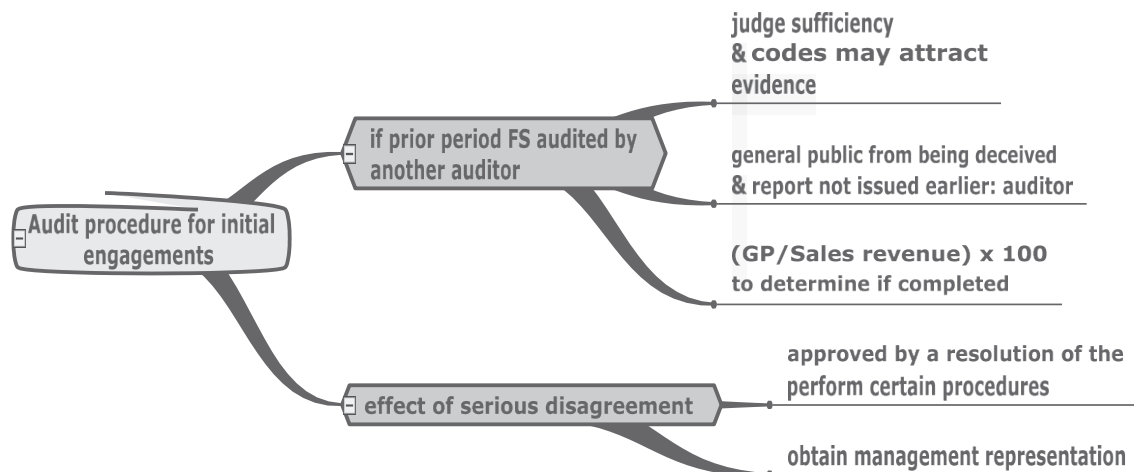 Audit procedure for initial
engagements
if prior period FS audited by
another auditor
judge sufficiency
& codes may attract
evidence
general public from being deceived
& report not issued earlier: auditor
(GP/Sales revenue) x 100
to determine if completed
effect of serious disagreement
approved by a resolution of the
perform certain procedures
obtain management representation